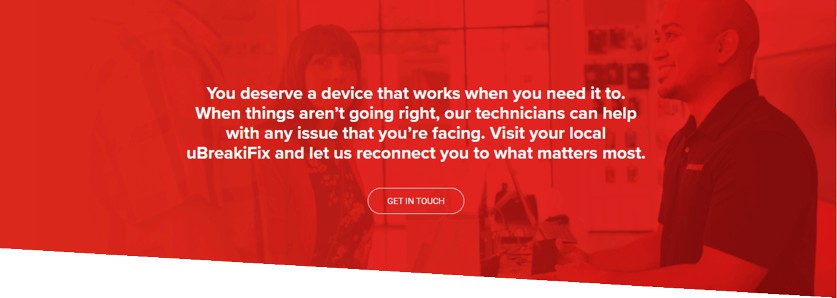 You deserve a device that works when you need it to.
When things aren’t going right, our technicians can help
with any issue that you’re facing. Visit your local
uBreakiFix and let us reconnect you to what matters most.
GET IN TOUCH